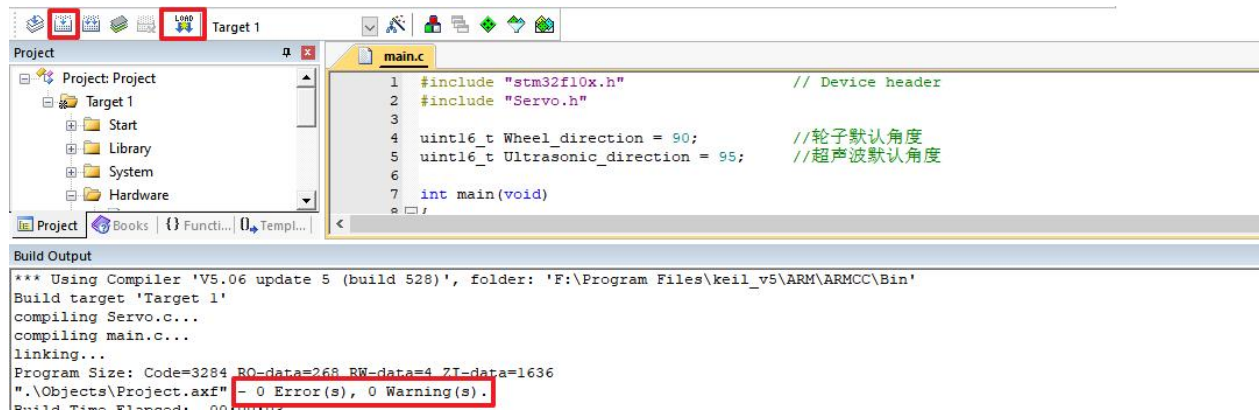 LOAD
Target 1
Project
main.c
Project: Project
Target 1
Start
Library
System
Hardware
Project Books {} Functi... 0 Templ...
1 #include "stm32f10x.h" // Device header
2 #include "Servo.h"
3
4 uint16_t Wheel_direction = 90; //轮子默认角度
5 uint16_t Ultrasonic_direction = 95; //超声波默认角度
6
7 int main(void)
8 {
Build Output
*** Using Compiler 'V5.06 update 5 (build 528)', folder: 'F:\Program Files\keil_v5\ARM\ARMCC\Bin'
Build target 'Target 1'
compiling Servo.c...
compiling main.c...
linking...
Program Size: Code=3284 RO-data=268 RW-data=4 ZI-data=1636
".\Objects\Project.axf" - 0 Error(s), 0 Warning(s).
Build Time Elapsed: